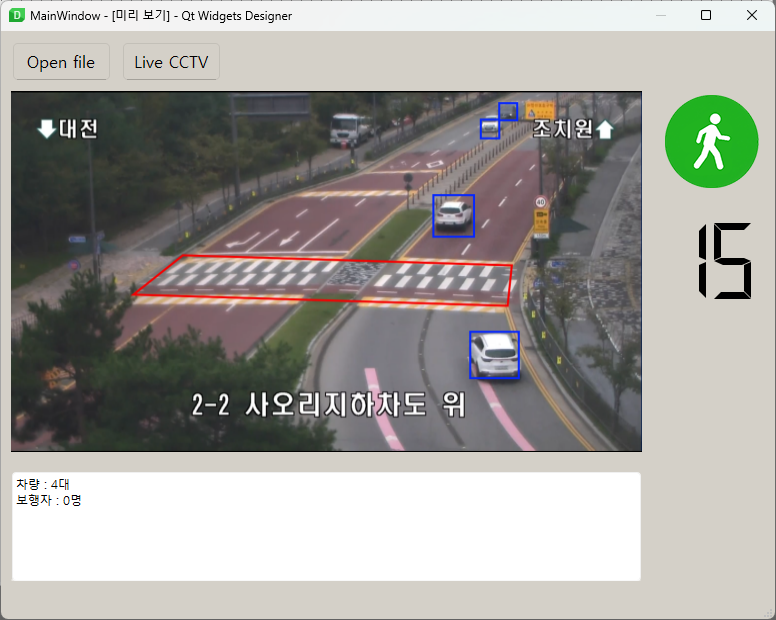 MainWindow - [미리 보기] - Qt Widgets Designer
Open file
Live CCTV
대전
조치원
40
2-2 사오리지하차도 위
15
차량 : 4대
보행자 : 0명